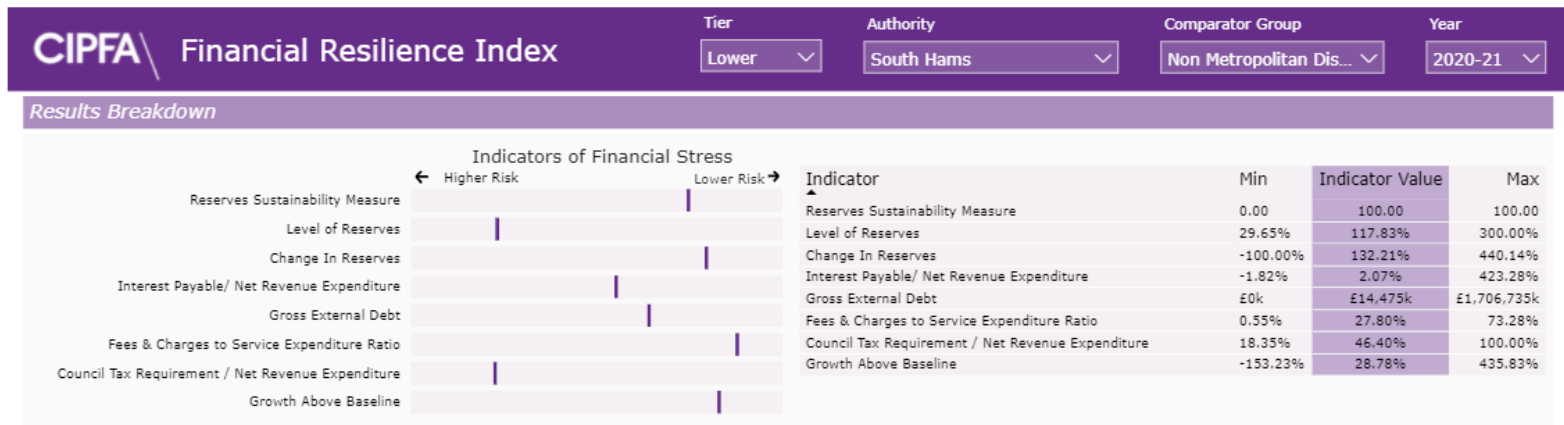 CIPFA\ Financial Resilience Index
Tier
Lower
Authority
South Hams
Comparator Group
Non Metropolitan Dis...
Year
2020-21
Results Breakdown
Indicators of Financial Stress
← Higher Risk Lower Risk →
Reserves Sustainability Measure
Level of Reserves
Change In Reserves
Interest Payable/ Net Revenue Expenditure
Gross External Debt
Fees & Charges to Service Expenditure Ratio
Council Tax Requirement / Net Revenue Expenditure
Growth Above Baseline
Indicator Min Indicator Value Max
Reserves Sustainability Measure 0.00 100.00 100.00
Level of Reserves 29.65% 117.83% 300.00%
Change In Reserves -100.00% 132.21% 440.14%
Interest Payable/ Net Revenue Expenditure -1.82% 2.07% 423.28%
Gross External Debt £0k £14,475k £1,706,735k
Fees & Charges to Service Expenditure Ratio 0.55% 27.80% 73.28%
Council Tax Requirement / Net Revenue Expenditure 18.35% 46.40% 100.00%
Growth Above Baseline -153.23% 28.78% 435.83%